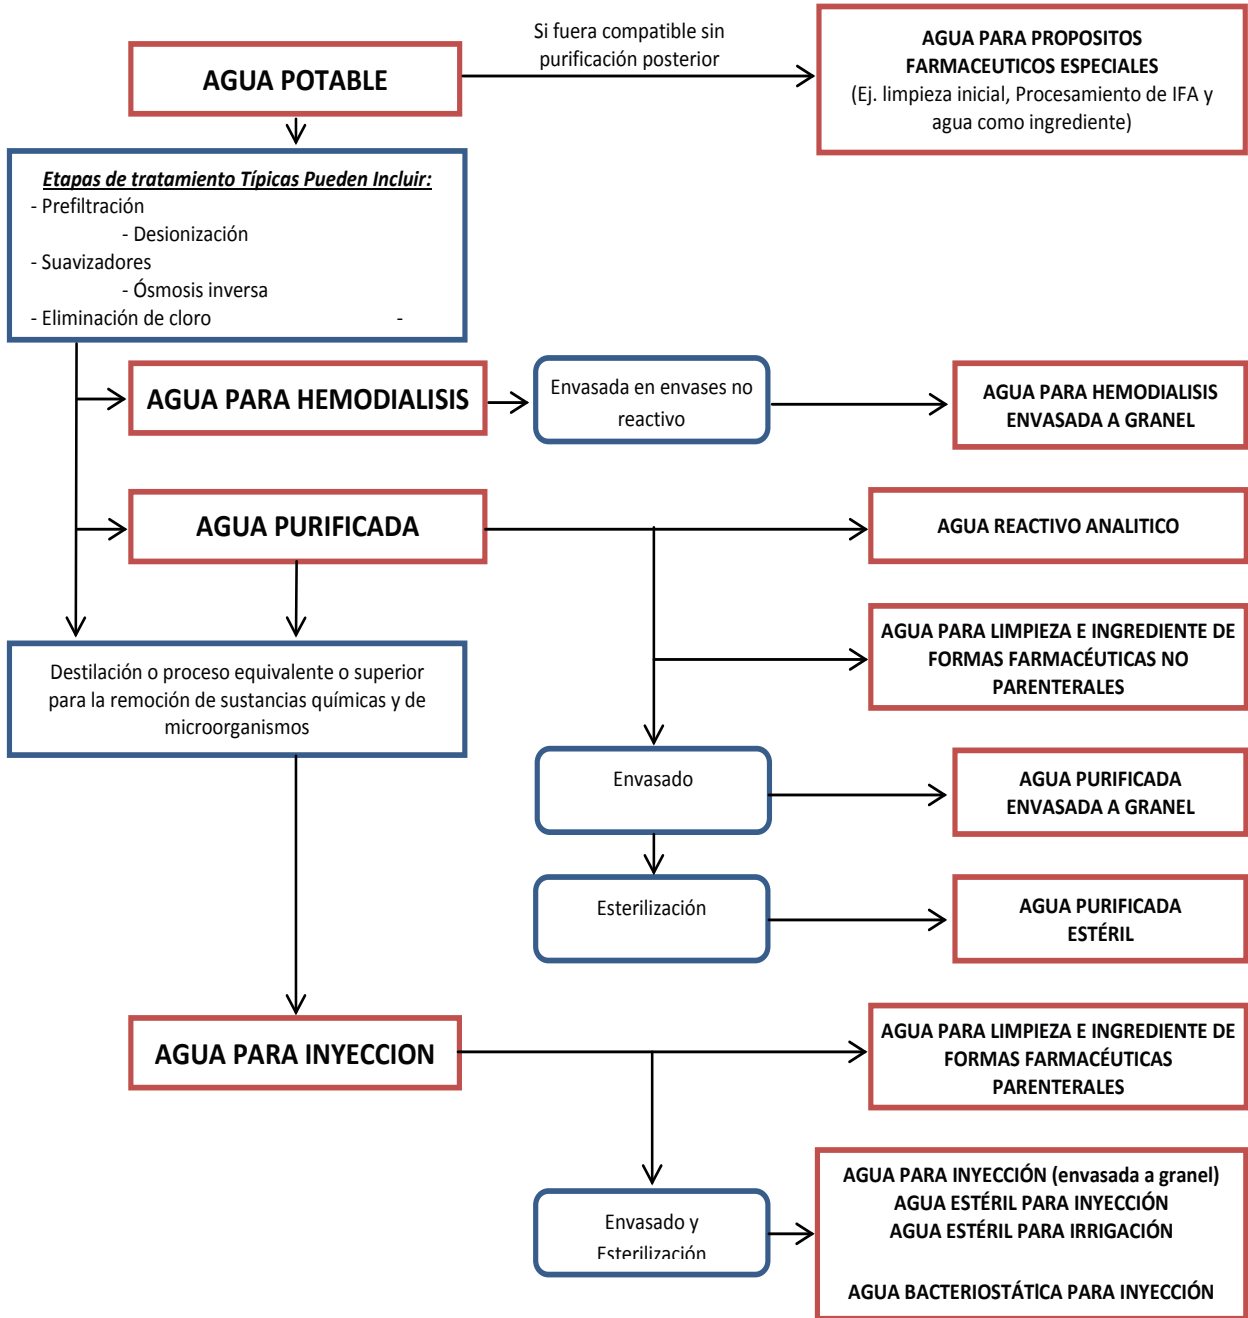 Si fuera compatible sin
purificación posterior
AGUA POTABLE
AGUA PARA PROPOSITOS
FARMACEUTICOS ESPECIALES
(Ej. limpieza inicial, Procesamiento de IFA y
agua como ingrediente)
Etapas de tratamiento Típicas Pueden Incluir:
- Prefiltración
- Desionización
- Suavizadores
- Ósmosis inversa
- Eliminación de cloro -
AGUA PARA HEMODIALISIS
Envasada en envases no
reactivo
AGUA PARA HEMODIALISIS
ENVASADA A GRANEL
AGUA PURIFICADA
AGUA REACTIVO ANALITICO
AGUA PARA LIMPIEZA E INGREDIENTE DE
FORMAS FARMACÉUTICAS NO
PARENTERALES
Destilación o proceso equivalente o superior
para la remoción de sustancias químicas y de
microorganismos
Envasado
AGUA PURIFICADA
ENVASADA A GRANEL
Esterilización
AGUA PURIFICADA
ESTÉRIL
AGUA PARA INYECCION
AGUA PARA LIMPIEZA E INGREDIENTE DE
FORMAS FARMACÉUTICAS
PARENTERALES
Envasado y
Esterilización
AGUA PARA INYECCIÓN (envasada a granel)
AGUA ESTÉRIL PARA INYECCIÓN
AGUA ESTÉRIL PARA IRRIGACIÓN
AGUA BACTERIOSTÁTICA PARA INYECCIÓN